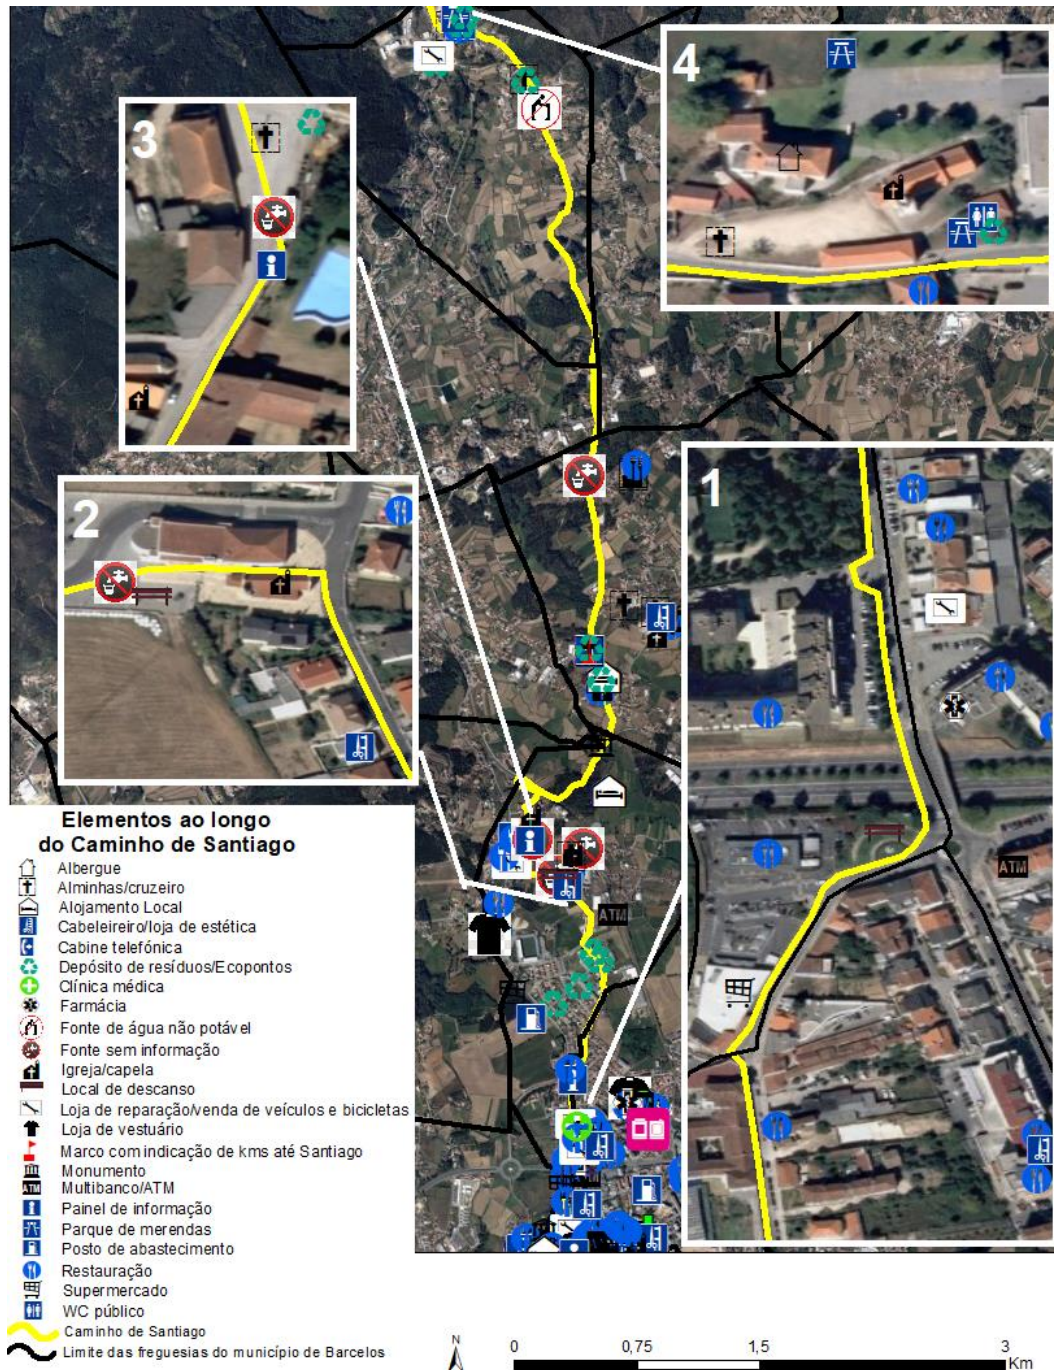 4
3
1
2
ATM
ATM
Elementos ao longo
do Caminho de Santiago
Albergue
Alminhas/cruzeiro
Alojamento Local
Cabeleireiro/loja de estética
Cabine telefónica
Depósito de resíduos/Ecopontos
Clínica médica
Farmácia
Fonte de água não potável
Fonte sem informação
Igreja/capela
Local de descanso
Loja de reparação/venda de veículos e bicicletas
Loja de vestuário
Marco com indicação de kms até Santiago
Monumento
ATM Multibanco/ATM
Painel de informação
Parque de merendas
Posto de abastecimento
Restauração
Supermercado
WC público
Caminho de Santiago
Limite das freguesias do município de Barcelos
N
0 0,75 1,5 3
Km